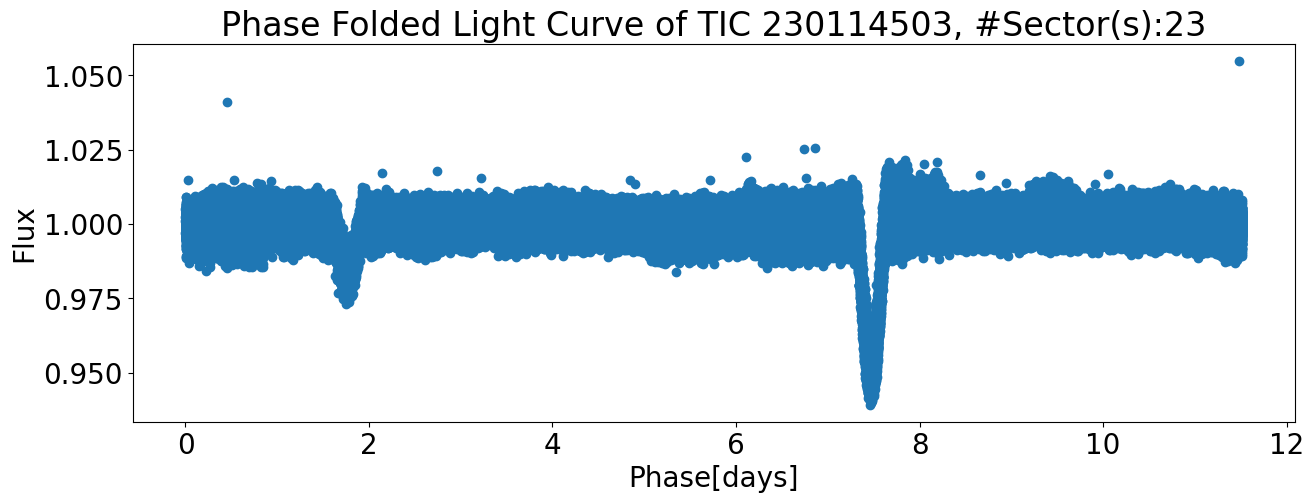 Phase Folded Light Curve of TIC 230114503, #Sector(s):23
1.050
1.025
1.000
0.975
0.950
Flux
0 2 4 6 8 10 12
Phase[days]